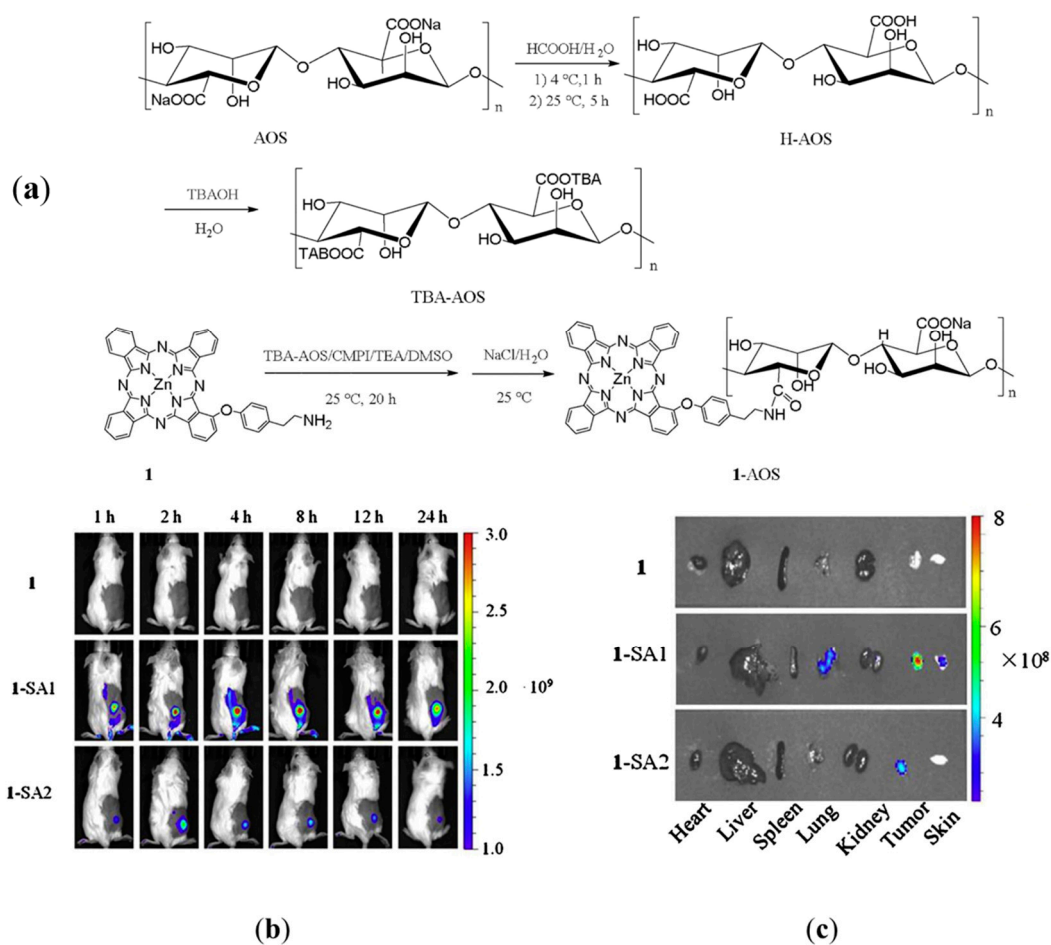 COONa
OH
HO
O
O
O
HO
O
NaOOC
OH
n
AOS
HCOOH/H2O
1) 4 °C,1 h
2) 25 °C, 5 h
COOH
OH
HO
O
O
O
HO
O
HOOC
OH
n
H-AOS
(a)
TBAOH
H2O
COOTBA
OH
HO
O
O
O
HO
O
TABOOC
OH
n
TBA-AOS
N
N
N
N
Zn
N
N
N
N
O
NH2
1
TBA-AOS/CMPI/TEA/DMSO
25 °C, 20 h
NaCl/H2O
25 °C
N
N
N
N
Zn
N
N
N
N
O
NH
O
COONa
OH
HO
O
H
O
O
HO
O
OH
n
1-AOS
1 h 2 h 4 h 8 h 12 h 24 h
1
1-SA1
1-SA2
3.0
2.5
2.0 ·10⁹
1.5
1.0
(b)
1
1-SA1
1-SA2
8
6
×10⁸
4
Heart Liver Spleen Lung Kidney Tumor Skin
(c)